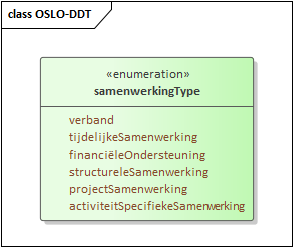 class OSLO-DDT
«enumeration»
samenwerkingType
verband
tijdelijkeSamenwerking
financiëleOndersteuning
structureleSamenwerking
projectSamenwerking
activiteitSpecifiekeSamenwerking